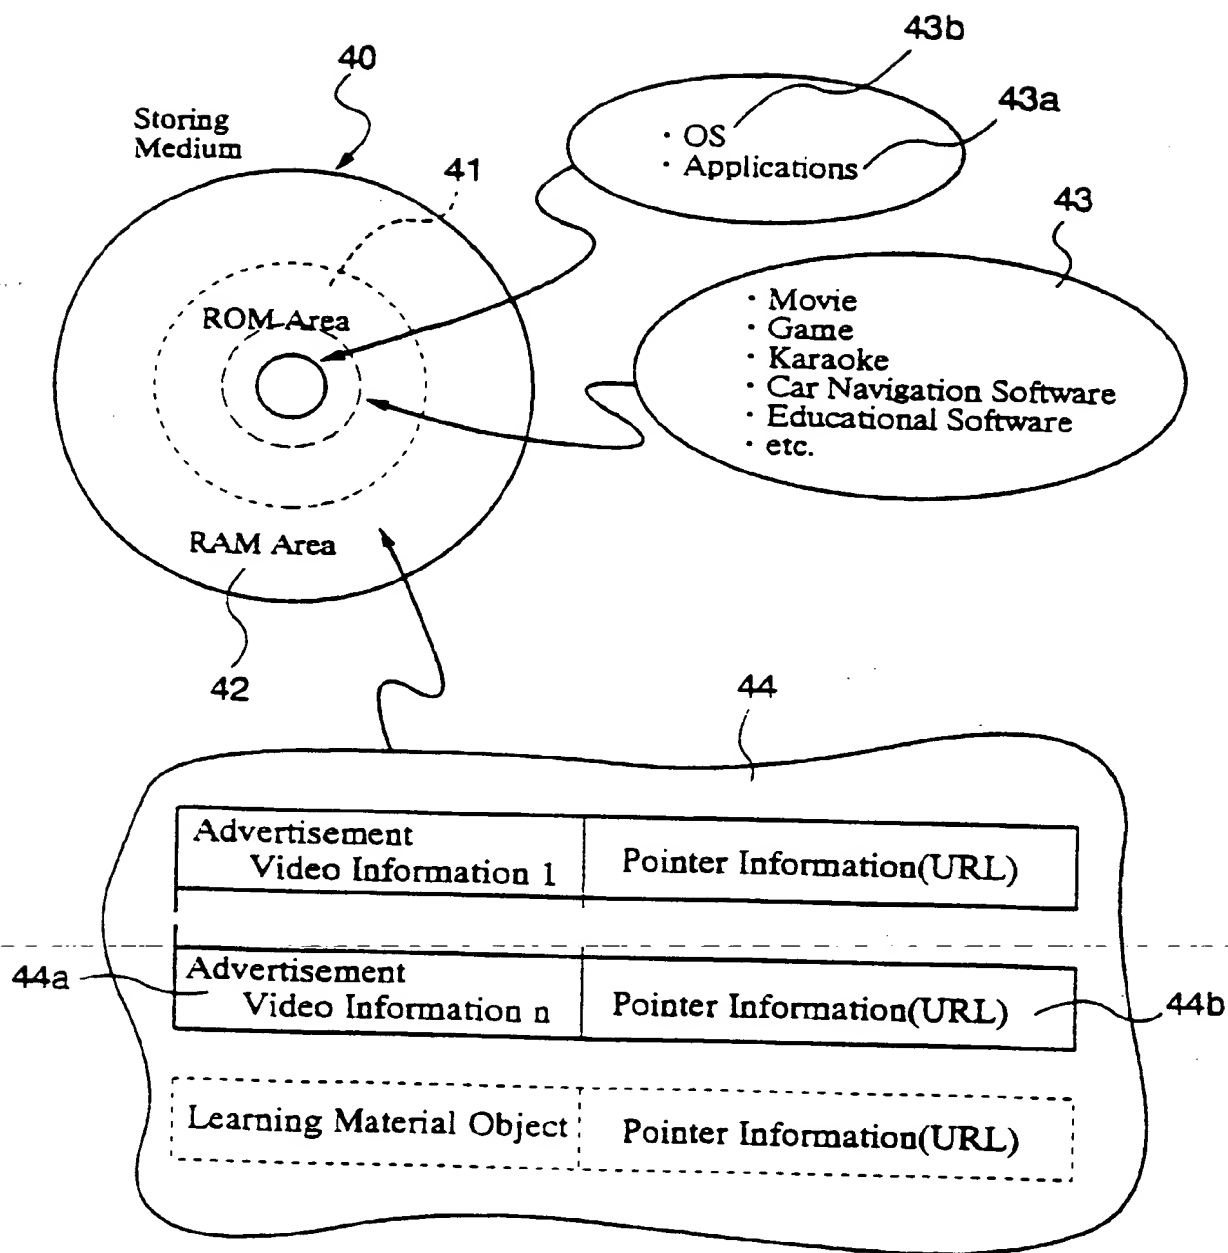 43b
40
43a
Storing
Medium
· OS
· Applications
41
43
ROM Area
· Movie
· Game
· Karaoke
· Car Navigation Software
· Educational Software
· etc.
RAM Area
42
44
Advertisement
Video Information 1
Pointer Information(URL)
44a
Advertisement
Video Information n
Pointer Information(URL)
44b
Learning Material Object
Pointer Information(URL)